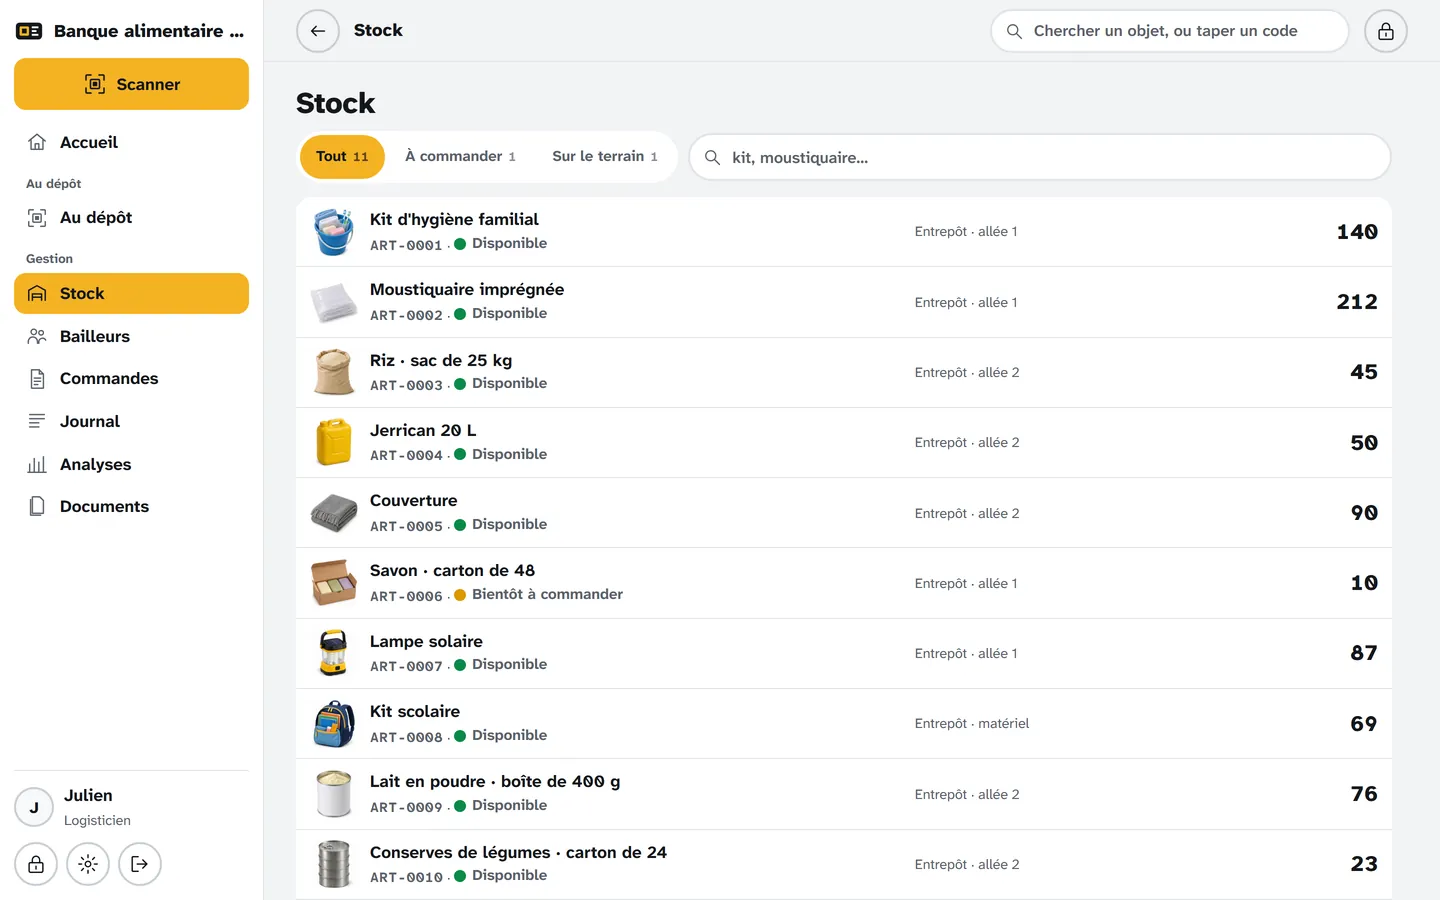 Banque alimentaire ...
Scanner
Accueil
Au dépôt
Au dépôt
Gestion
Stock
Bailleurs
Commandes
Journal
Analyses
Documents
J
Julien
Logisticien
Stock
Chercher un objet, ou taper un code
Stock
Tout 11
À commander 1
Sur le terrain 1
kit, moustiquaire...
Kit d'hygiène familial
ART-0001 · Disponible
Entrepôt · allée 1
140
Moustiquaire imprégnée
ART-0002 · Disponible
Entrepôt · allée 1
212
Riz · sac de 25 kg
ART-0003 · Disponible
Entrepôt · allée 2
45
Jerrican 20 L
ART-0004 · Disponible
Entrepôt · allée 2
50
Couverture
ART-0005 · Disponible
Entrepôt · allée 2
90
Savon · carton de 48
ART-0006 · Bientôt à commander
Entrepôt · allée 1
10
Lampe solaire
ART-0007 · Disponible
Entrepôt · allée 1
87
Kit scolaire
ART-0008 · Disponible
Entrepôt · matériel
69
Lait en poudre · boîte de 400 g
ART-0009 · Disponible
Entrepôt · allée 2
76
Conserves de légumes · carton de 24
ART-0010 · Disponible
Entrepôt · allée 2
23